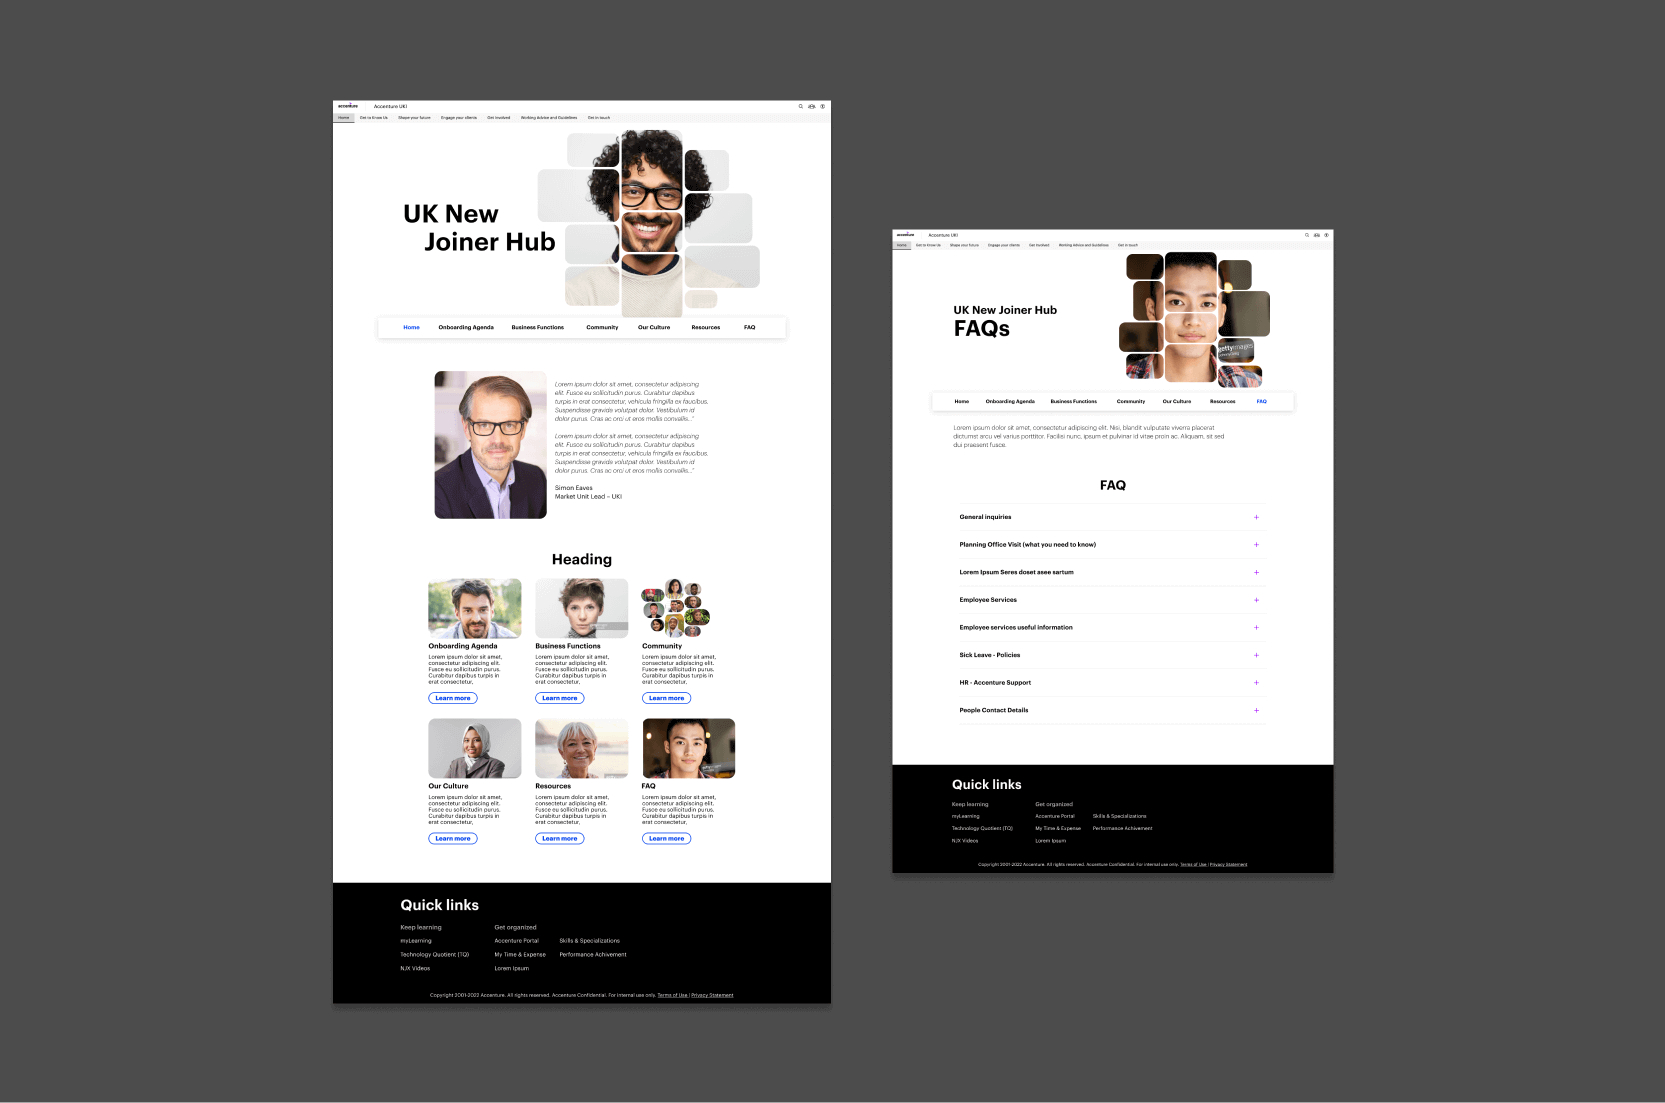 accenture
Accenture UKI
Home Get to Know Us Shape your future Engage your clients Get Involved Working Advice and Guidelines Get in touch
UK New
Joiner Hub
Home Onboarding Agenda Business Functions Community Our Culture Resources FAQ
Lorem ipsum dolor sit amet, consectetur adipiscing
elit. Fusce eu sollicitudin purus. Curabitur dapibus
turpis in erat consectetur, vehicula fringilla ex faucibus.
Suspendisse gravida volutpat dolor. Vestibulum id
dolor purus. Cras ac orci ut eros mollis convallis..."
Lorem ipsum dolor sit amet, consectetur adipiscing
elit. Fusce eu sollicitudin purus. Curabitur dapibus
turpis in erat consectetur, vehicula fringilla ex faucibus.
Suspendisse gravida volutpat dolor. Vestibulum id
dolor purus. Cras ac orci ut eros mollis convallis..."
Simon Eaves
Market Unit Lead – UKI
Heading
Onboarding Agenda
Lorem ipsum dolor sit amet,
consectetur adipiscing elit.
Fusce eu sollicitudin purus.
Curabitur dapibus turpis in
erat consectetur,
Learn more
Business Functions
Lorem ipsum dolor sit amet,
consectetur adipiscing elit.
Fusce eu sollicitudin purus.
Curabitur dapibus turpis in
erat consectetur,
Learn more
Community
Lorem ipsum dolor sit amet,
consectetur adipiscing elit.
Fusce eu sollicitudin purus.
Curabitur dapibus turpis in
erat consectetur,
Learn more
Our Culture
Lorem ipsum dolor sit amet,
consectetur adipiscing elit.
Fusce eu sollicitudin purus.
Curabitur dapibus turpis in
erat consectetur,
Learn more
Resources
Lorem ipsum dolor sit amet,
consectetur adipiscing elit.
Fusce eu sollicitudin purus.
Curabitur dapibus turpis in
erat consectetur,
Learn more
FAQ
Lorem ipsum dolor sit amet,
consectetur adipiscing elit.
Fusce eu sollicitudin purus.
Curabitur dapibus turpis in
erat consectetur,
Learn more
Quick links
Keep learning
myLearning
Technology Quotient (TQ)
NJX Videos
Get organized
Accenture Portal Skills & Specializations
My Time & Expense Performance Achivement
Lorem Ipsum
Copyright 2001-2022 Accenture. All rights reserved. Accenture Confidential. For internal use only. Terms of Use | Privacy Statement
accenture
Accenture UKI
Home Get to Know Us Shape your future Engage your clients Get Involved Working Advice and Guidelines Get in touch
UK New Joiner Hub
FAQs
gettyimages
Home Onboarding Agenda Business Functions Community Our Culture Resources FAQ
Lorem ipsum dolor sit amet, consectetur adipiscing elit. Nisi, blandit vulputate viverra placerat
dictumst arcu vel varius porttitor. Facilisi nunc, ipsum et pulvinar id vitae proin ac. Aliquam, sit sed
dui praesent fusce.
FAQ
General inquiries
Planning Office Visit (what you need to know)
Lorem Ipsum Seres doset asee sartum
Employee Services
Employee services useful information
Sick Leave - Policies
HR - Accenture Support
People Contact Details
Quick links
Keep learning
myLearning
Technology Quotient (TQ)
NJX Videos
Get organized
Accenture Portal Skills & Specializations
My Time & Expense Performance Achivement
Lorem Ipsum
Copyright 2001-2022 Accenture. All rights reserved. Accenture Confidential. For internal use only. Terms of Use | Privacy Statement